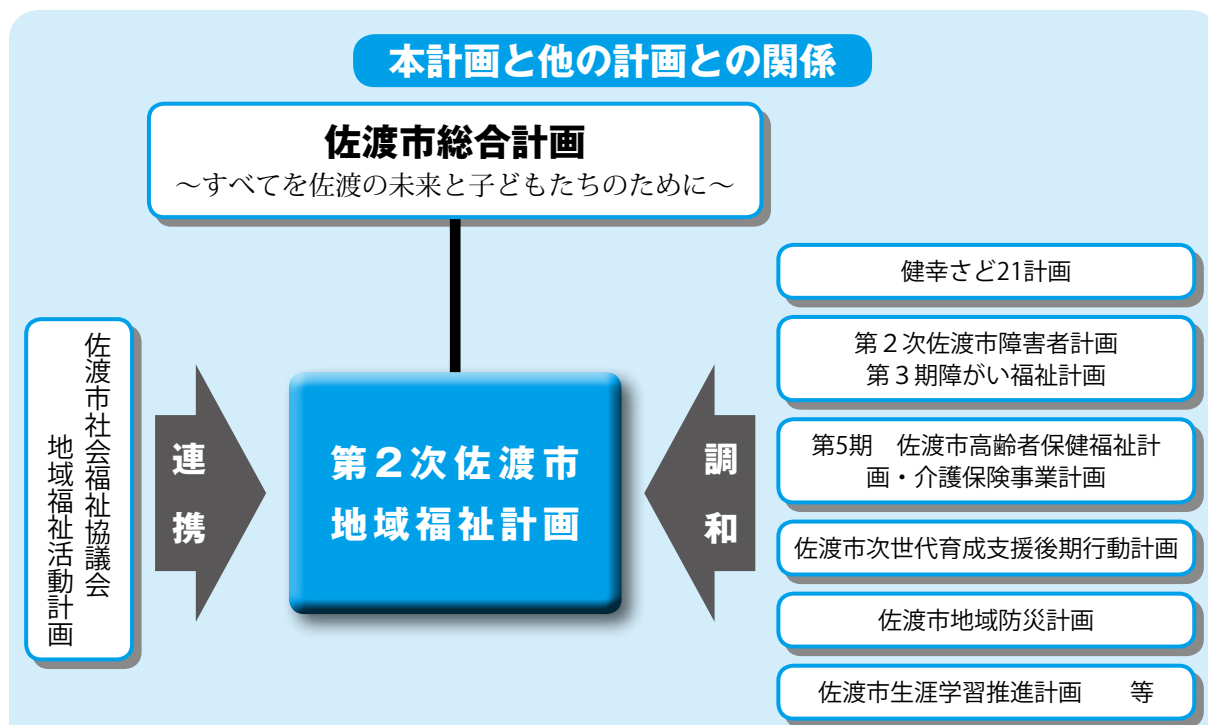 本計画と他の計画との関係
佐渡市総合計画
～すべてを佐渡の未来と子どもたちのために～
佐渡市社会福祉協議会
地域福祉活動計画
連携
第２次佐渡市
地域福祉計画
調和
健幸さど21計画
第２次佐渡市障害者計画
第３期障がい福祉計画
第5期　佐渡市高齢者保健福祉計
画・介護保険事業計画
佐渡市次世代育成支援後期行動計画
佐渡市地域防災計画
佐渡市生涯学習推進計画　　等